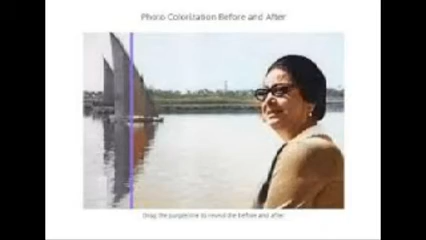 Photo Colorization Before and After
Drag the purple line to reveal the before and after